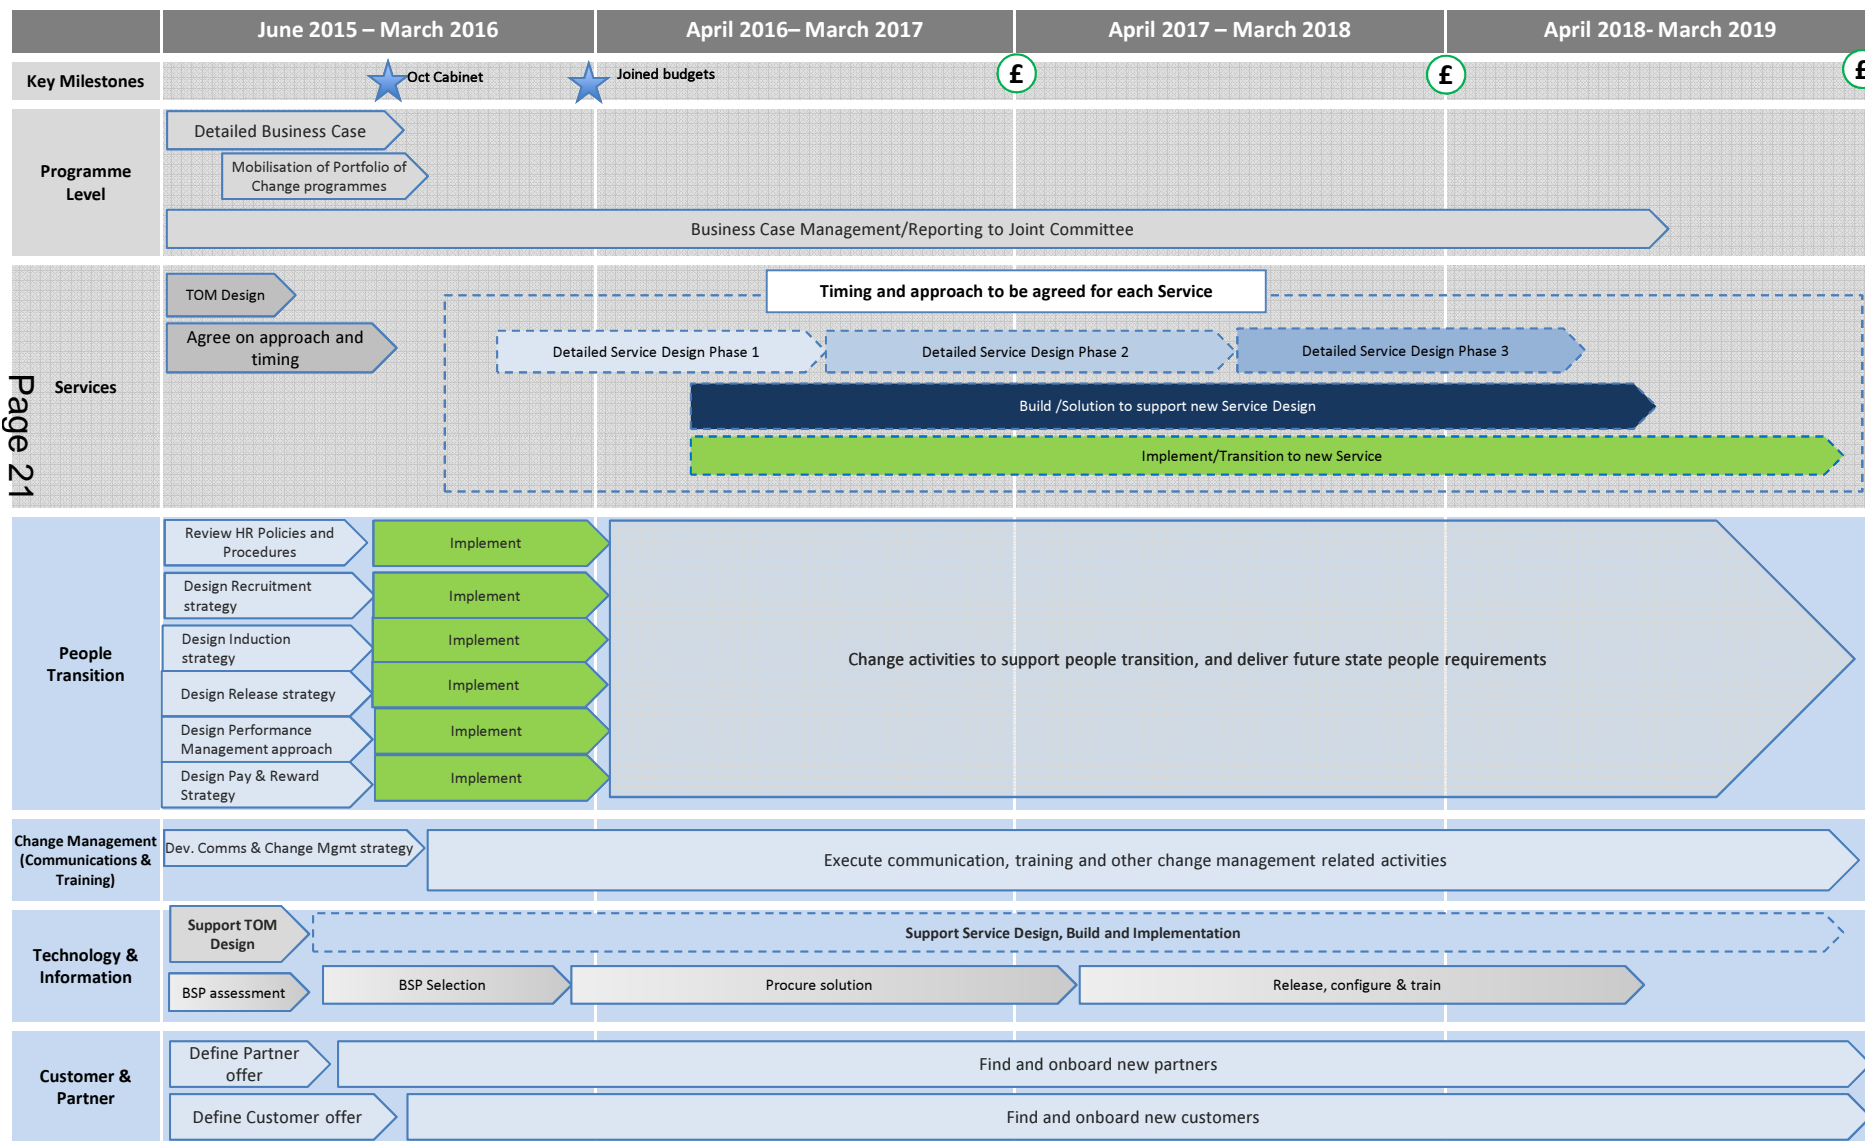 June 2015 – March 2016
April 2016– March 2017
April 2017 – March 2018
April 2018- March 2019
Key Milestones
Oct Cabinet
Joined budgets
£
£
£
Programme
Level
Detailed Business Case
Mobilisation of Portfolio of
Change programmes
Business Case Management/Reporting to Joint Committee
Services
TOM Design
Agree on approach and
timing
Timing and approach to be agreed for each Service
Detailed Service Design Phase 1
Detailed Service Design Phase 2
Detailed Service Design Phase 3
Build /Solution to support new Service Design
Implement/Transition to new Service
Page 21
People
Transition
Review HR Policies and
Procedures
Implement
Design Recruitment
strategy
Implement
Design Induction
strategy
Implement
Design Release strategy
Implement
Design Performance
Management approach
Implement
Design Pay & Reward
Strategy
Implement
Change activities to support people transition, and deliver future state people requirements
Change Management
(Communications &
Training)
Dev. Comms & Change Mgmt strategy
Execute communication, training and other change management related activities
Technology &
Information
Support TOM
Design
Support Service Design, Build and Implementation
BSP assessment
BSP Selection
Procure solution
Release, configure & train
Customer &
Partner
Define Partner
offer
Find and onboard new partners
Define Customer offer
Find and onboard new customers